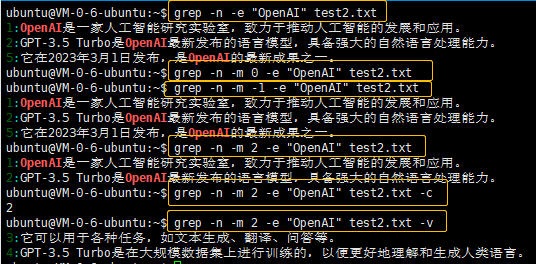 ubuntu@VM-0-6-ubuntu:~$ grep -n -e "OpenAI" test2.txt
1:OpenAI是一家人工智能研究实验室，致力于推动人工智能的发展和应用。
2:GPT-3.5 Turbo是OpenAI最新发布的语言模型，具备强大的自然语言处理能力。
5:它在2023年3月1日发布，是OpenAI的最新成果之一。
ubuntu@VM-0-6-ubuntu:~$ grep -n -m 0 -e "OpenAI" test2.txt
ubuntu@VM-0-6-ubuntu:~$ grep -n -m -1 -e "OpenAI" test2.txt
1:OpenAI是一家人工智能研究实验室，致力于推动人工智能的发展和应用。
2:GPT-3.5 Turbo是OpenAI最新发布的语言模型，具备强大的自然语言处理能力。
5:它在2023年3月1日发布，是OpenAI的最新成果之一。
ubuntu@VM-0-6-ubuntu:~$ grep -n -m 2 -e "OpenAI" test2.txt
1:OpenAI是一家人工智能研究实验室，致力于推动人工智能的发展和应用。
2:GPT-3.5 Turbo是OpenAI最新发布的语言模型，具备强大的自然语言处理能力。
ubuntu@VM-0-6-ubuntu:~$ grep -n -m 2 -e "OpenAI" test2.txt -c
2
ubuntu@VM-0-6-ubuntu:~$ grep -n -m 2 -e "OpenAI" test2.txt -v
3:它可以用于各种任务，如文本生成、翻译、问答等。
4:GPT-3.5 Turbo是在大规模数据集上进行训练的，以便更好地理解和生成人类语言。